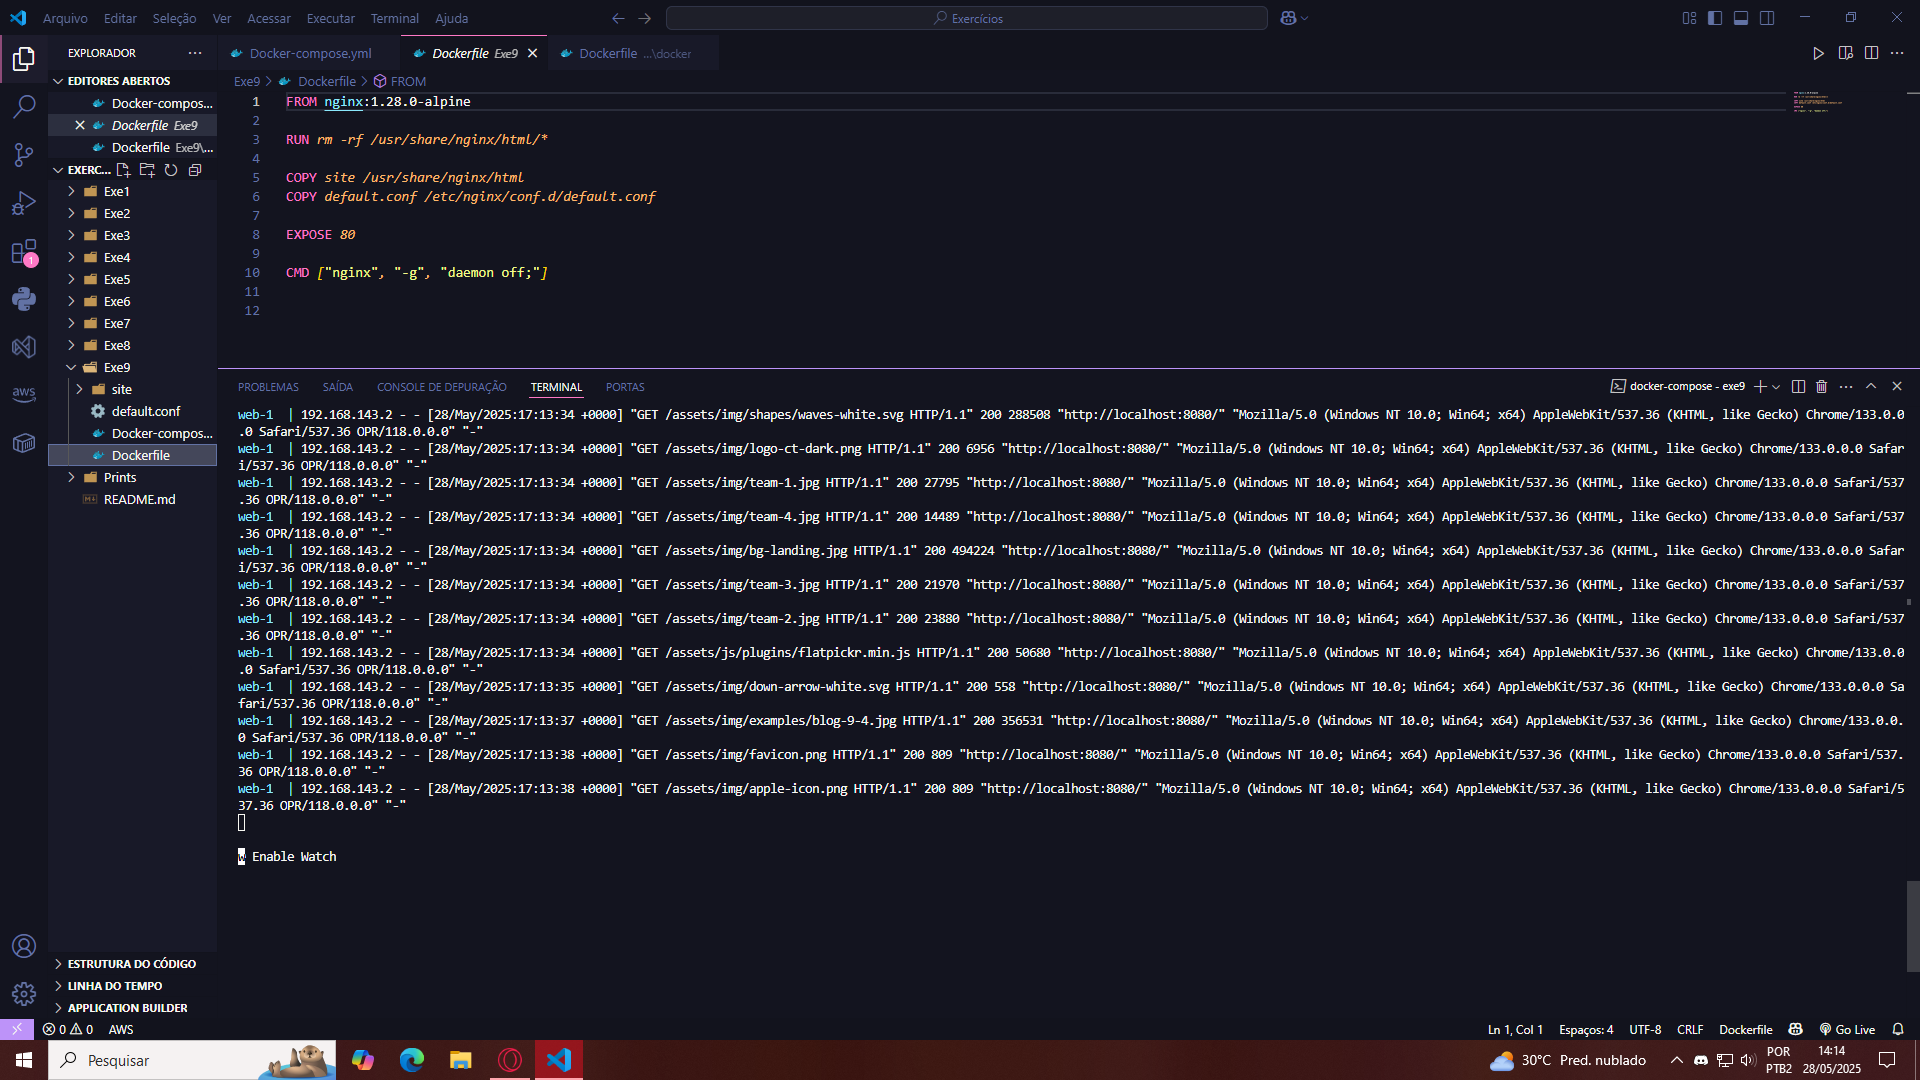 Arquivo Editar Seleção Ver Acessar Executar Terminal Ajuda
Exercícios
EXPLORADOR
EDITORES ABERTOS
Docker-compos...
Dockerfile Exe9
Dockerfile Exe9\...
EXERC...
Exe1
Exe2
Exe3
Exe4
Exe5
Exe6
Exe7
Exe8
Exe9
site
default.conf
Docker-compos...
Dockerfile
Prints
README.md
ESTRUTURA DO CÓDIGO
LINHA DO TEMPO
APPLICATION BUILDER
1
aws
Docker-compose.yml
Dockerfile Exe9
Dockerfile ...\docker
Exe9 > Dockerfile > FROM
1 FROM nginx:1.28.0-alpine
2
3 RUN rm -rf /usr/share/nginx/html/*
4
5 COPY site /usr/share/nginx/html
6 COPY default.conf /etc/nginx/conf.d/default.conf
7
8 EXPOSE 80
9
10 CMD ["nginx", "-g", "daemon off;"]
11
12
PROBLEMAS SAÍDA CONSOLE DE DEPURAÇÃO TERMINAL PORTAS
docker-compose - exe9
web-1 | 192.168.143.2 - - [28/May/2025:17:13:34 +0000] "GET /assets/img/shapes/waves-white.svg HTTP/1.1" 200 288508 "http://localhost:8080/" "Mozilla/5.0 (Windows NT 10.0; Win64; x64) AppleWebKit/537.36 (KHTML, like Gecko) Chrome/133.0.0
.0 Safari/537.36 OPR/118.0.0.0" "-"
web-1 | 192.168.143.2 - - [28/May/2025:17:13:34 +0000] "GET /assets/img/logo-ct-dark.png HTTP/1.1" 200 6956 "http://localhost:8080/" "Mozilla/5.0 (Windows NT 10.0; Win64; x64) AppleWebKit/537.36 (KHTML, like Gecko) Chrome/133.0.0.0 Safar
i/537.36 OPR/118.0.0.0" "-"
web-1 | 192.168.143.2 - - [28/May/2025:17:13:34 +0000] "GET /assets/img/team-1.jpg HTTP/1.1" 200 27795 "http://localhost:8080/" "Mozilla/5.0 (Windows NT 10.0; Win64; x64) AppleWebKit/537.36 (KHTML, like Gecko) Chrome/133.0.0.0 Safari/537
.36 OPR/118.0.0.0" "-"
web-1 | 192.168.143.2 - - [28/May/2025:17:13:34 +0000] "GET /assets/img/team-4.jpg HTTP/1.1" 200 14489 "http://localhost:8080/" "Mozilla/5.0 (Windows NT 10.0; Win64; x64) AppleWebKit/537.36 (KHTML, like Gecko) Chrome/133.0.0.0 Safari/537
.36 OPR/118.0.0.0" "-"
web-1 | 192.168.143.2 - - [28/May/2025:17:13:34 +0000] "GET /assets/img/bg-landing.jpg HTTP/1.1" 200 494224 "http://localhost:8080/" "Mozilla/5.0 (Windows NT 10.0; Win64; x64) AppleWebKit/537.36 (KHTML, like Gecko) Chrome/133.0.0.0 Safar
i/537.36 OPR/118.0.0.0" "-"
web-1 | 192.168.143.2 - - [28/May/2025:17:13:34 +0000] "GET /assets/img/team-3.jpg HTTP/1.1" 200 21970 "http://localhost:8080/" "Mozilla/5.0 (Windows NT 10.0; Win64; x64) AppleWebKit/537.36 (KHTML, like Gecko) Chrome/133.0.0.0 Safari/537
.36 OPR/118.0.0.0" "-"
web-1 | 192.168.143.2 - - [28/May/2025:17:13:34 +0000] "GET /assets/img/team-2.jpg HTTP/1.1" 200 23880 "http://localhost:8080/" "Mozilla/5.0 (Windows NT 10.0; Win64; x64) AppleWebKit/537.36 (KHTML, like Gecko) Chrome/133.0.0.0 Safari/537
.36 OPR/118.0.0.0" "-"
web-1 | 192.168.143.2 - - [28/May/2025:17:13:34 +0000] "GET /assets/js/plugins/flatpickr.min.js HTTP/1.1" 200 50680 "http://localhost:8080/" "Mozilla/5.0 (Windows NT 10.0; Win64; x64) AppleWebKit/537.36 (KHTML, like Gecko) Chrome/133.0.0
.0 Safari/537.36 OPR/118.0.0.0" "-"
web-1 | 192.168.143.2 - - [28/May/2025:17:13:35 +0000] "GET /assets/img/down-arrow-white.svg HTTP/1.1" 200 558 "http://localhost:8080/" "Mozilla/5.0 (Windows NT 10.0; Win64; x64) AppleWebKit/537.36 (KHTML, like Gecko) Chrome/133.0.0.0 Sa
fari/537.36 OPR/118.0.0.0" "-"
web-1 | 192.168.143.2 - - [28/May/2025:17:13:37 +0000] "GET /assets/img/examples/blog-9-4.jpg HTTP/1.1" 200 356531 "http://localhost:8080/" "Mozilla/5.0 (Windows NT 10.0; Win64; x64) AppleWebKit/537.36 (KHTML, like Gecko) Chrome/133.0.0.
0 Safari/537.36 OPR/118.0.0.0" "-"
web-1 | 192.168.143.2 - - [28/May/2025:17:13:38 +0000] "GET /assets/img/favicon.png HTTP/1.1" 200 809 "http://localhost:8080/" "Mozilla/5.0 (Windows NT 10.0; Win64; x64) AppleWebKit/537.36 (KHTML, like Gecko) Chrome/133.0.0.0 Safari/537.
36 OPR/118.0.0.0" "-"
web-1 | 192.168.143.2 - - [28/May/2025:17:13:38 +0000] "GET /assets/img/apple-icon.png HTTP/1.1" 200 809 "http://localhost:8080/" "Mozilla/5.0 (Windows NT 10.0; Win64; x64) AppleWebKit/537.36 (KHTML, like Gecko) Chrome/133.0.0.0 Safari/5
37.36 OPR/118.0.0.0" "-"
w Enable Watch
0 0 AWS
Ln 1, Col 1 Espaços: 4 UTF-8 CRLF Dockerfile Go Live
Pesquisar
30°C Pred. nublado
POR
PTB2
14:14
28/05/2025